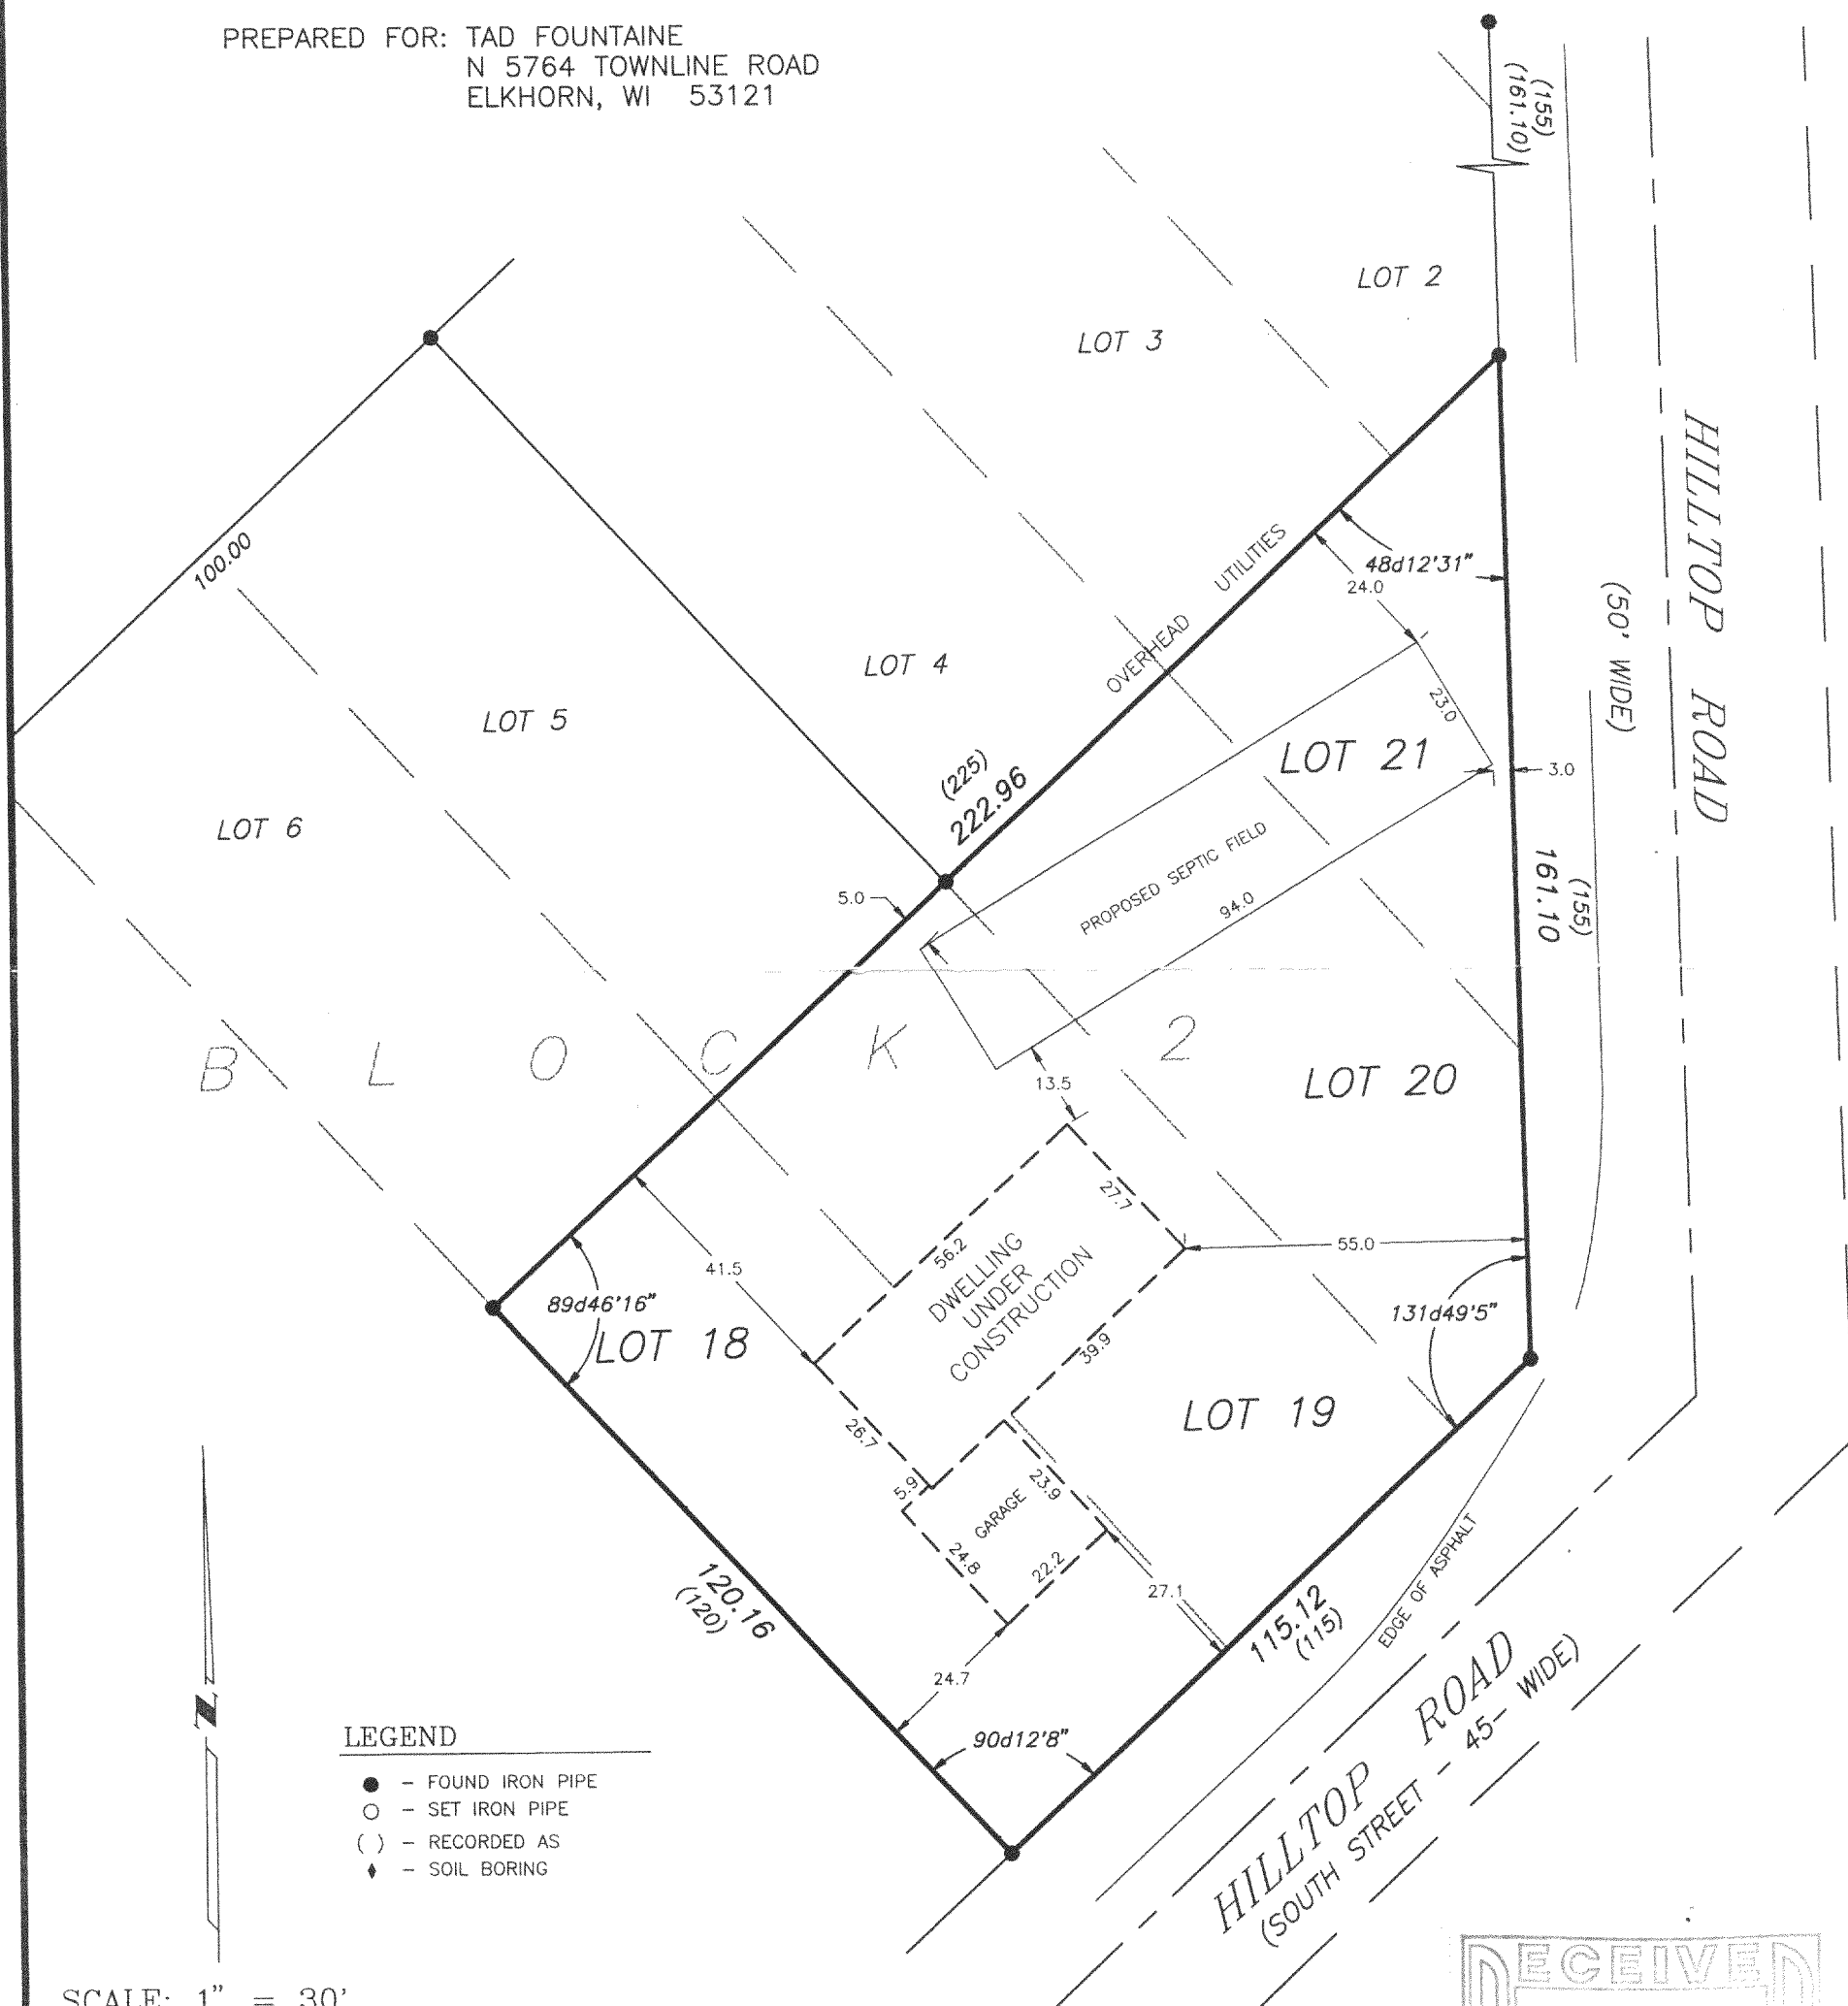 PREPARED FOR: TAD FOUNTAINE
N 5764 TOWNLINE ROAD
ELKHORN, WI 53121
(155)
(161.10)
LOT 2
LOT 3
HILLTOP ROAD
(50' WIDE)
100.00
OVERHEAD UTILITIES
48d12'31"
24.0
LOT 4
LOT 5
LOT 6
23.0
LOT 21
3.0
(225)
222.96
5.0
PROPOSED SEPTIC FIELD
94.0
(155)
161.10
BLOCK 2
13.5
LOT 20
27.7
56.2
41.5
55.0
DWELLING
UNDER
CONSTRUCTION
89d46'16"
LOT 18
131d49'5"
39.9
LOT 19
26.7
5.9
23.9
GARAGE
24.8
22.2
27.1
120.16
(120)
115.12
(115)
EDGE OF ASPHALT
24.7
90d12'8"
HILLTOP ROAD
(SOUTH STREET - 45- WIDE)
N
LEGEND
● - FOUND IRON PIPE
○ - SET IRON PIPE
( ) - RECORDED AS
♦ - SOIL BORING
SCALE: 1" = 30'
RECEIVED